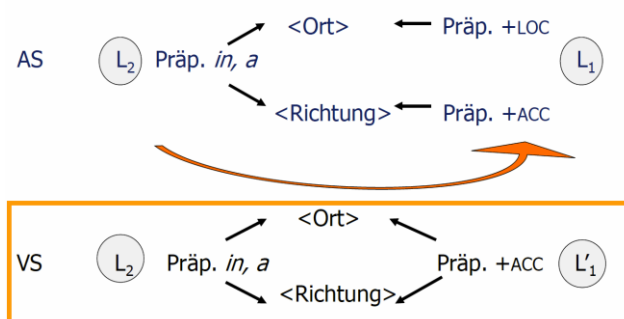 <Ort> Präp. +LOC
AS L2 Präp. in, a L1
<Richtung> Präp. +ACC
<Ort>
VS L2 Präp. in, a Präp. +ACC L'1
<Richtung>